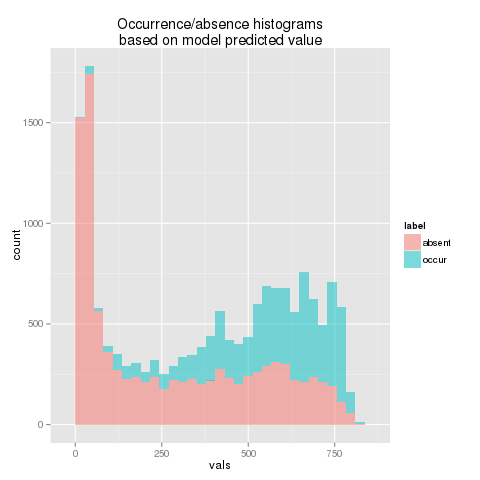 Occurrence/absence histograms
based on model predicted value
1500
1000
500
0
count
0 250 500 750
vals
label
absent
occur